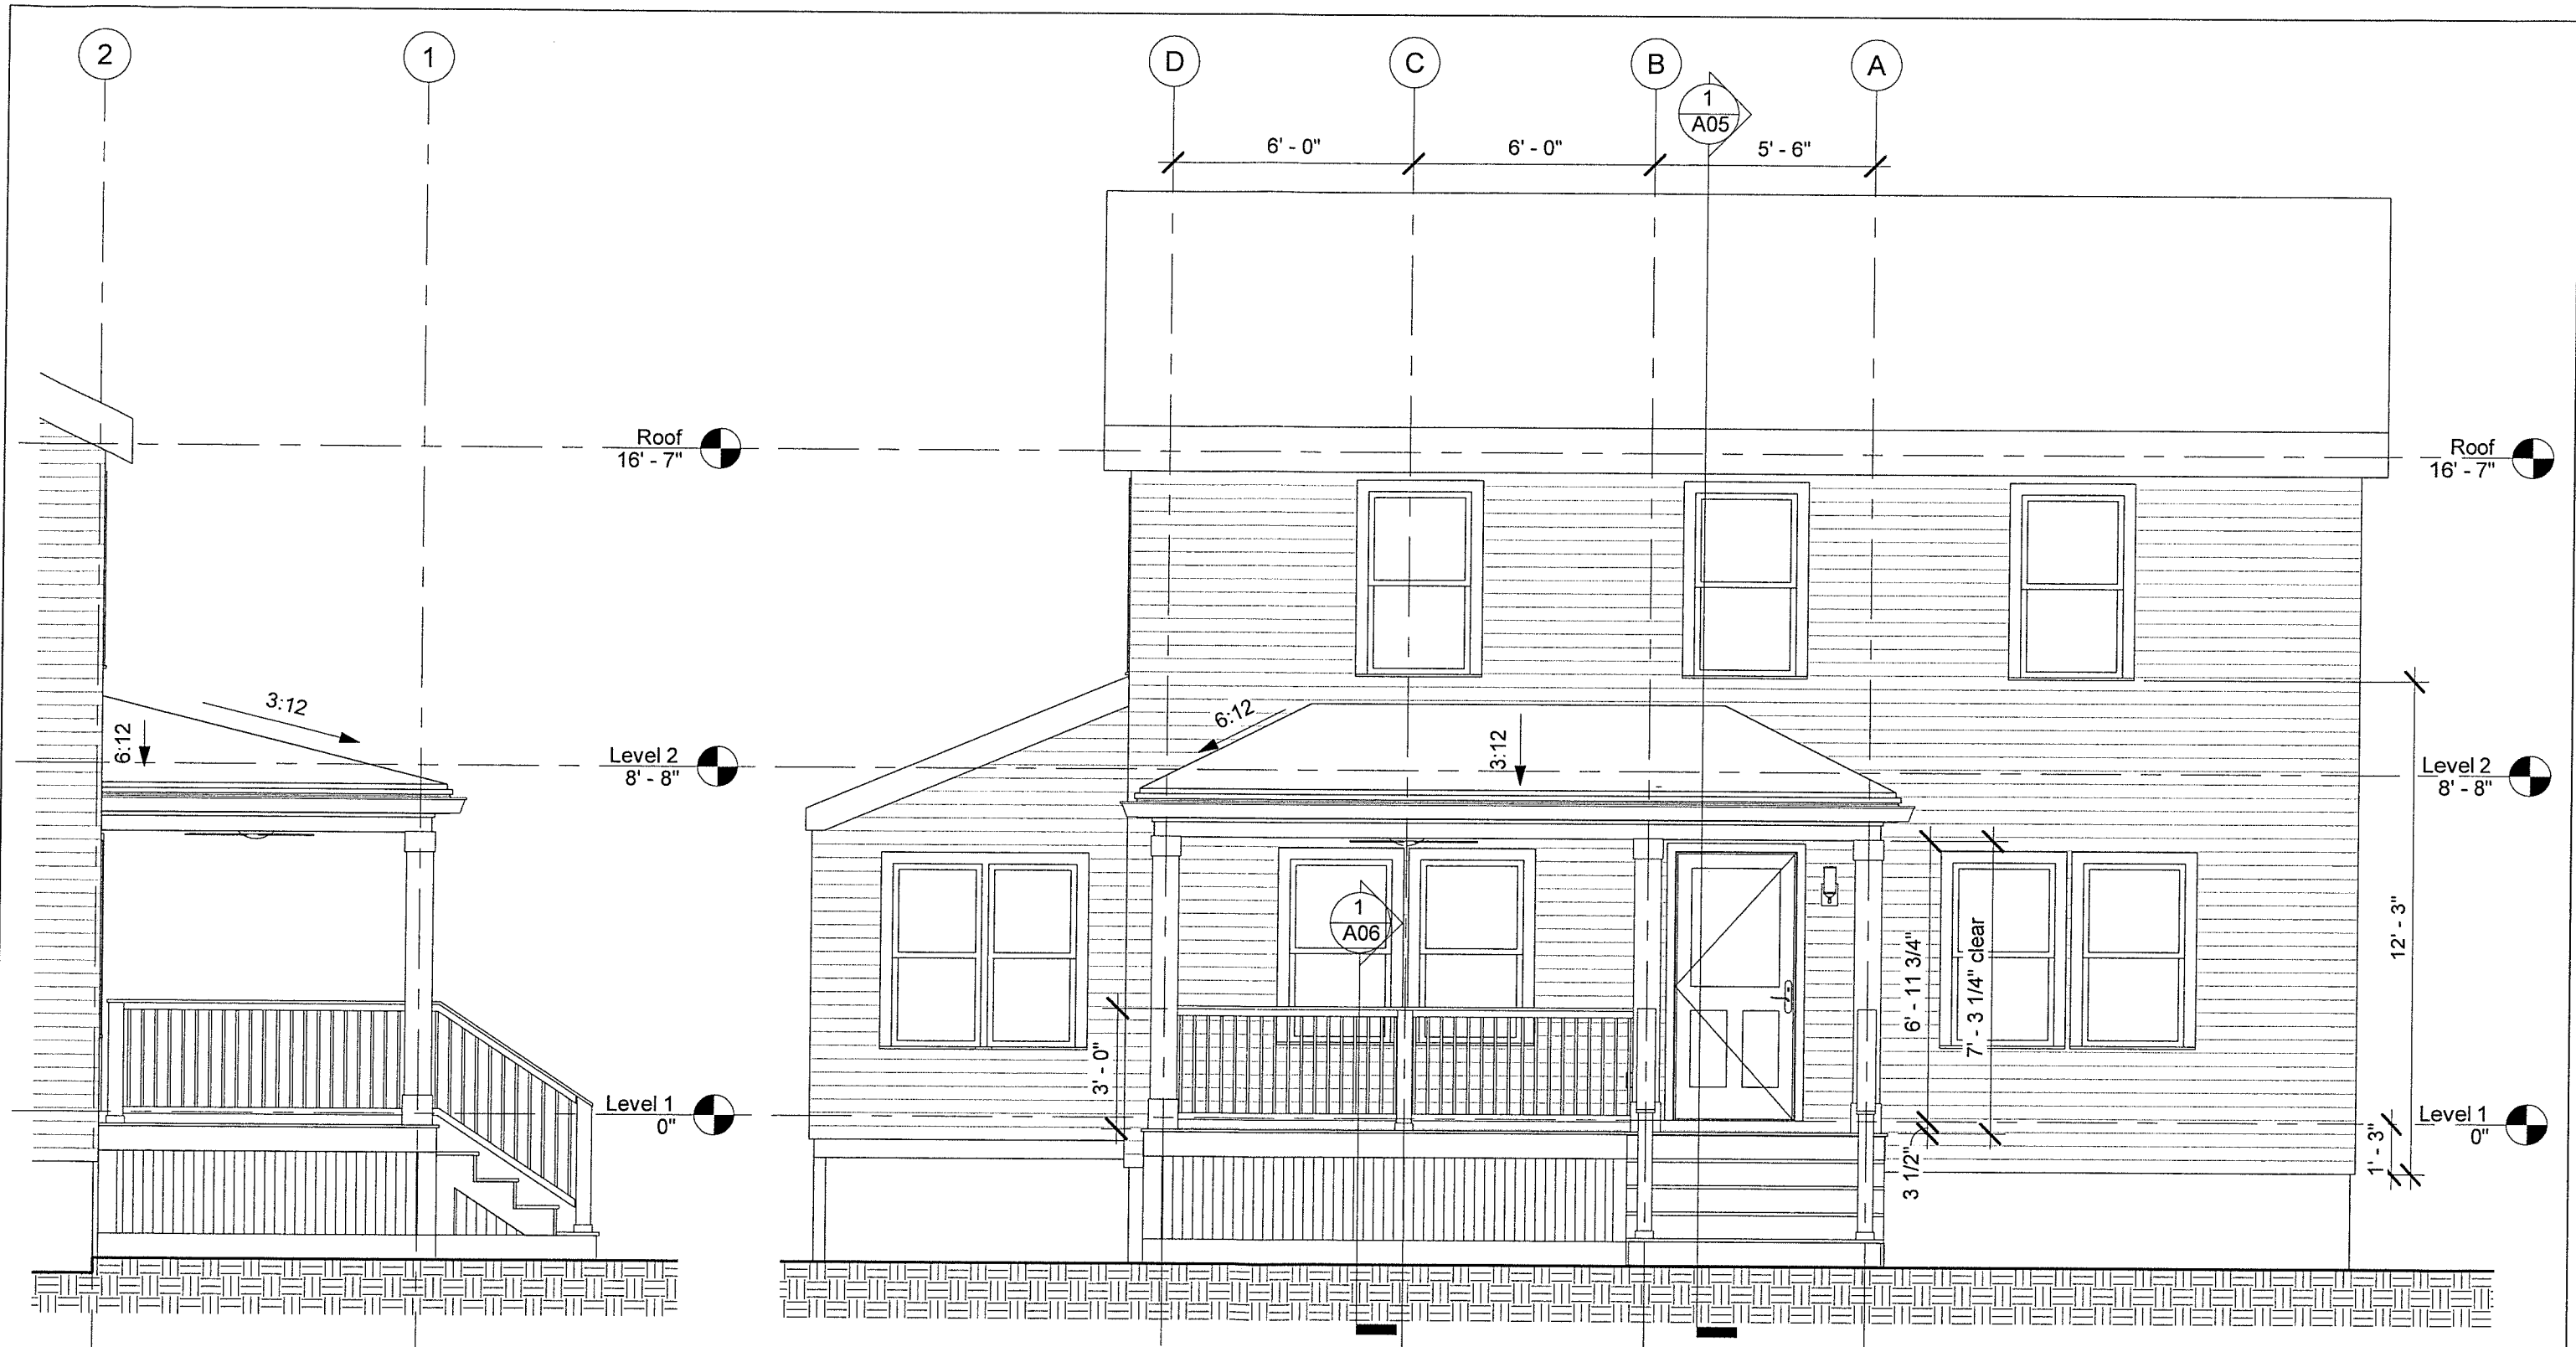 2
1
D
C
B
A
1
A05
6' - 0"
6' - 0"
5' - 6"
Roof
16' - 7"
Roof
16' - 7"
3:12
6:12
Level 2
8' - 8"
6:12
3:12
Level 2
8' - 8"
1
A06
6' - 11 3/4"
7' - 3 1/4" clear
12' - 3"
3' - 0"
Level 1
0"
3 1/2"
1' - 3"
Level 1
0"